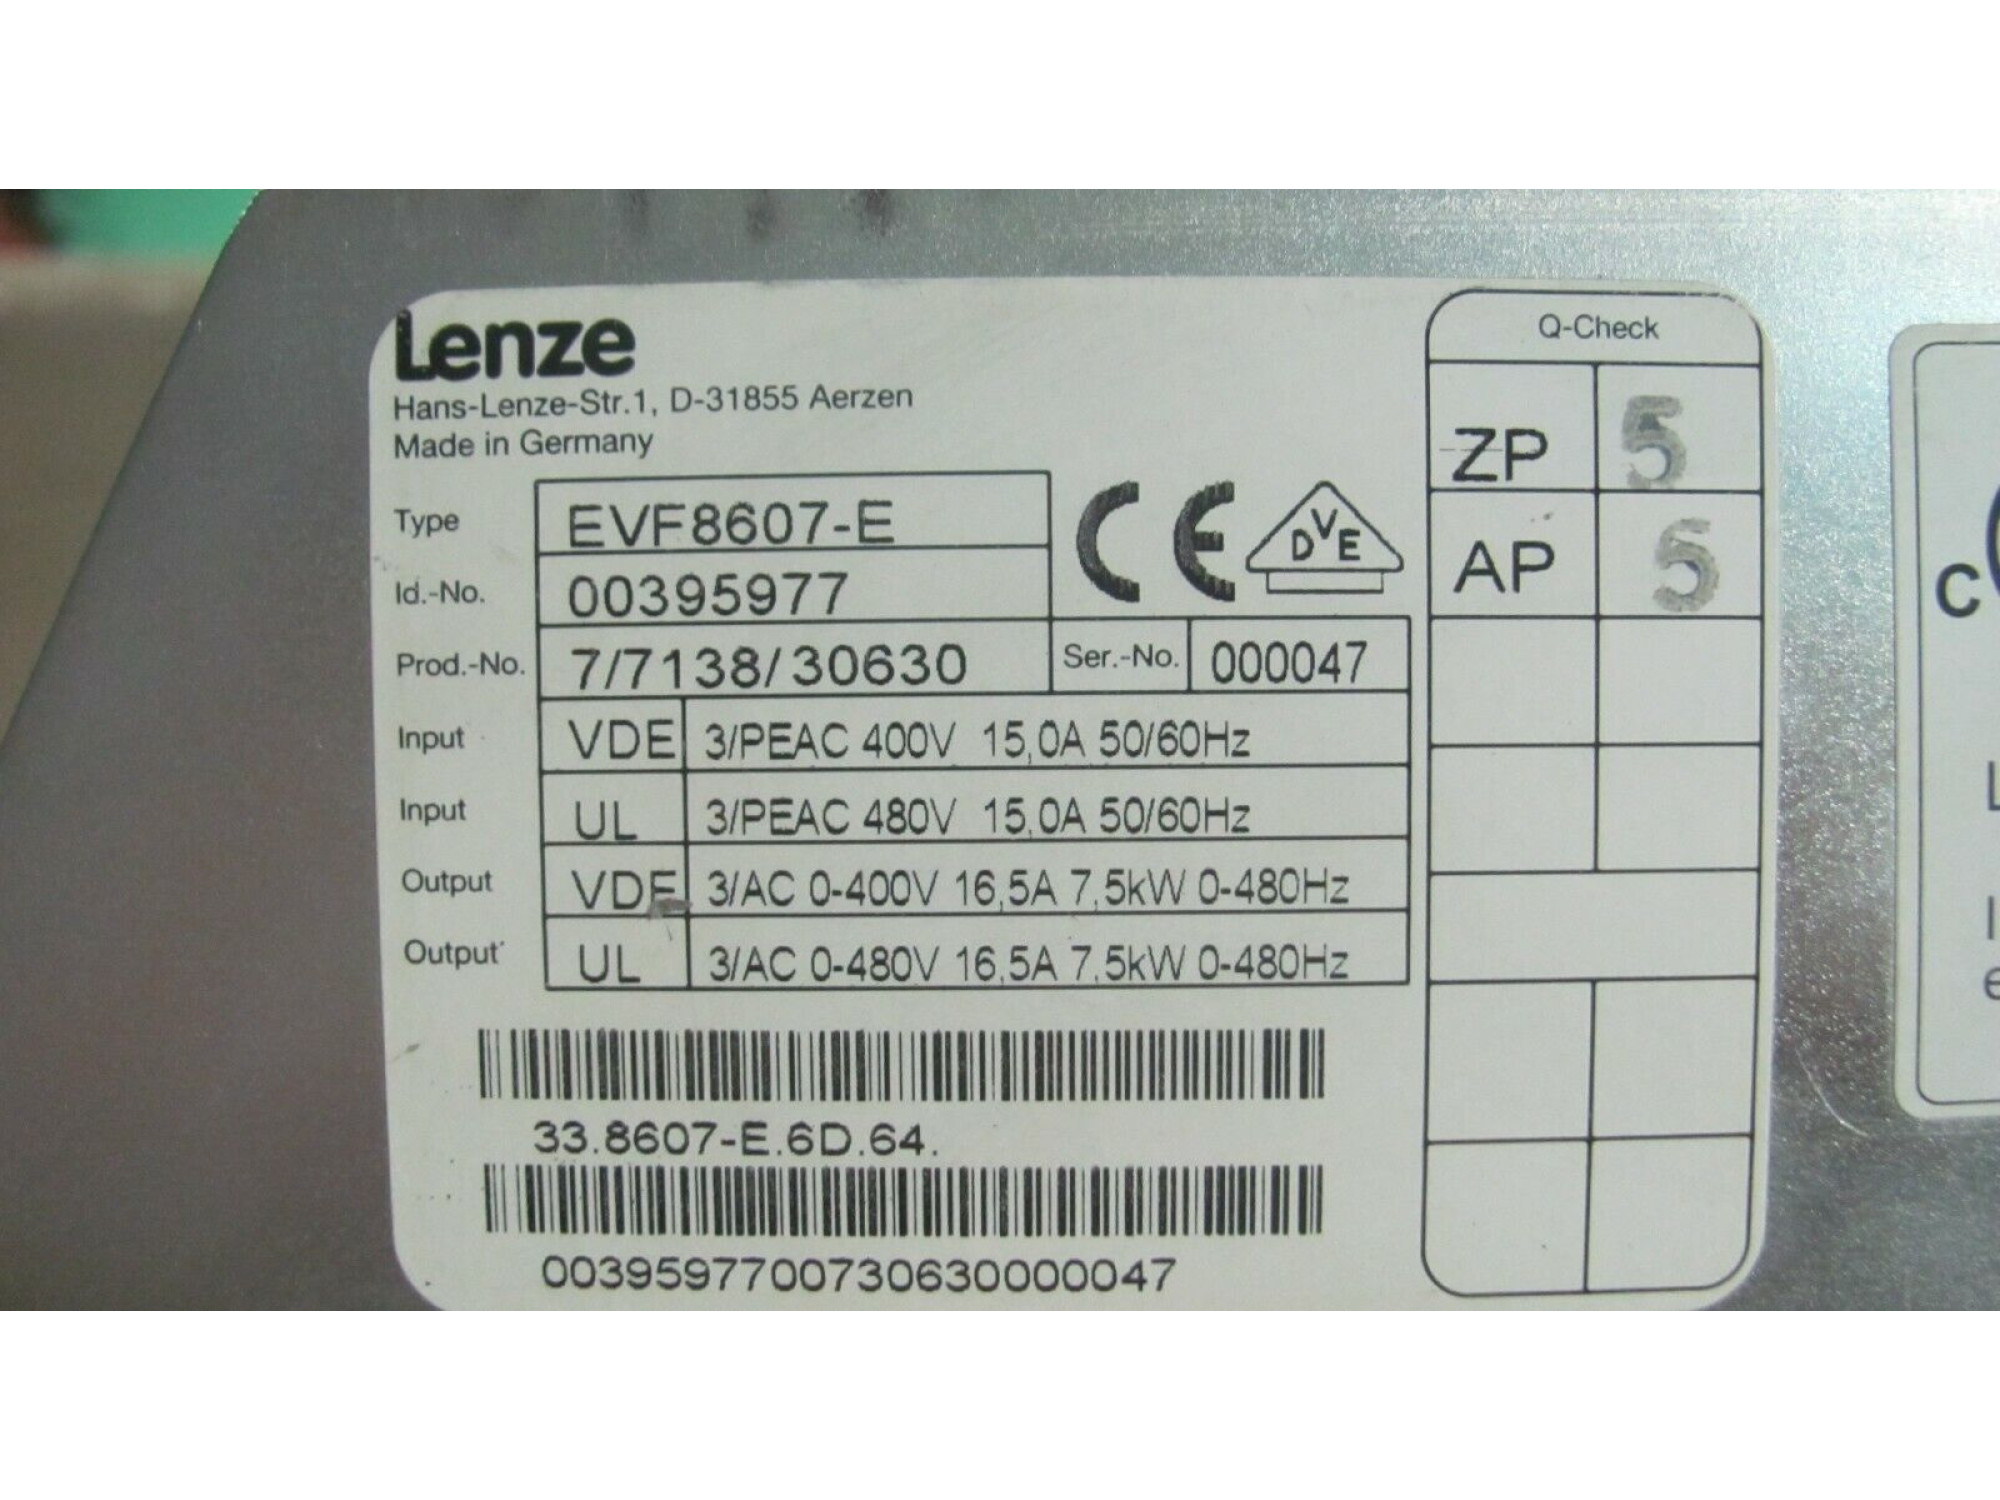 Lenze
Hans-Lenze-Str.1, D-31855 Aerzen
Made in Germany
Type EVF8607-E
Id.-No. 00395977
Prod.-No. 7/7138/30630 Ser.-No. 000047
Input VDE 3/PEAC 400V 15,0A 50/60Hz
Input UL 3/PEAC 480V 15,0A 50/60Hz
Output VDE 3/AC 0-400V 16,5A 7,5kW 0-480Hz
Output UL 3/AC 0-480V 16,5A 7,5kW 0-480Hz
33.8607-E.6D.64.
0039597700730630000047
CE
DVE
Q-Check
ZP 5
AP 5
C